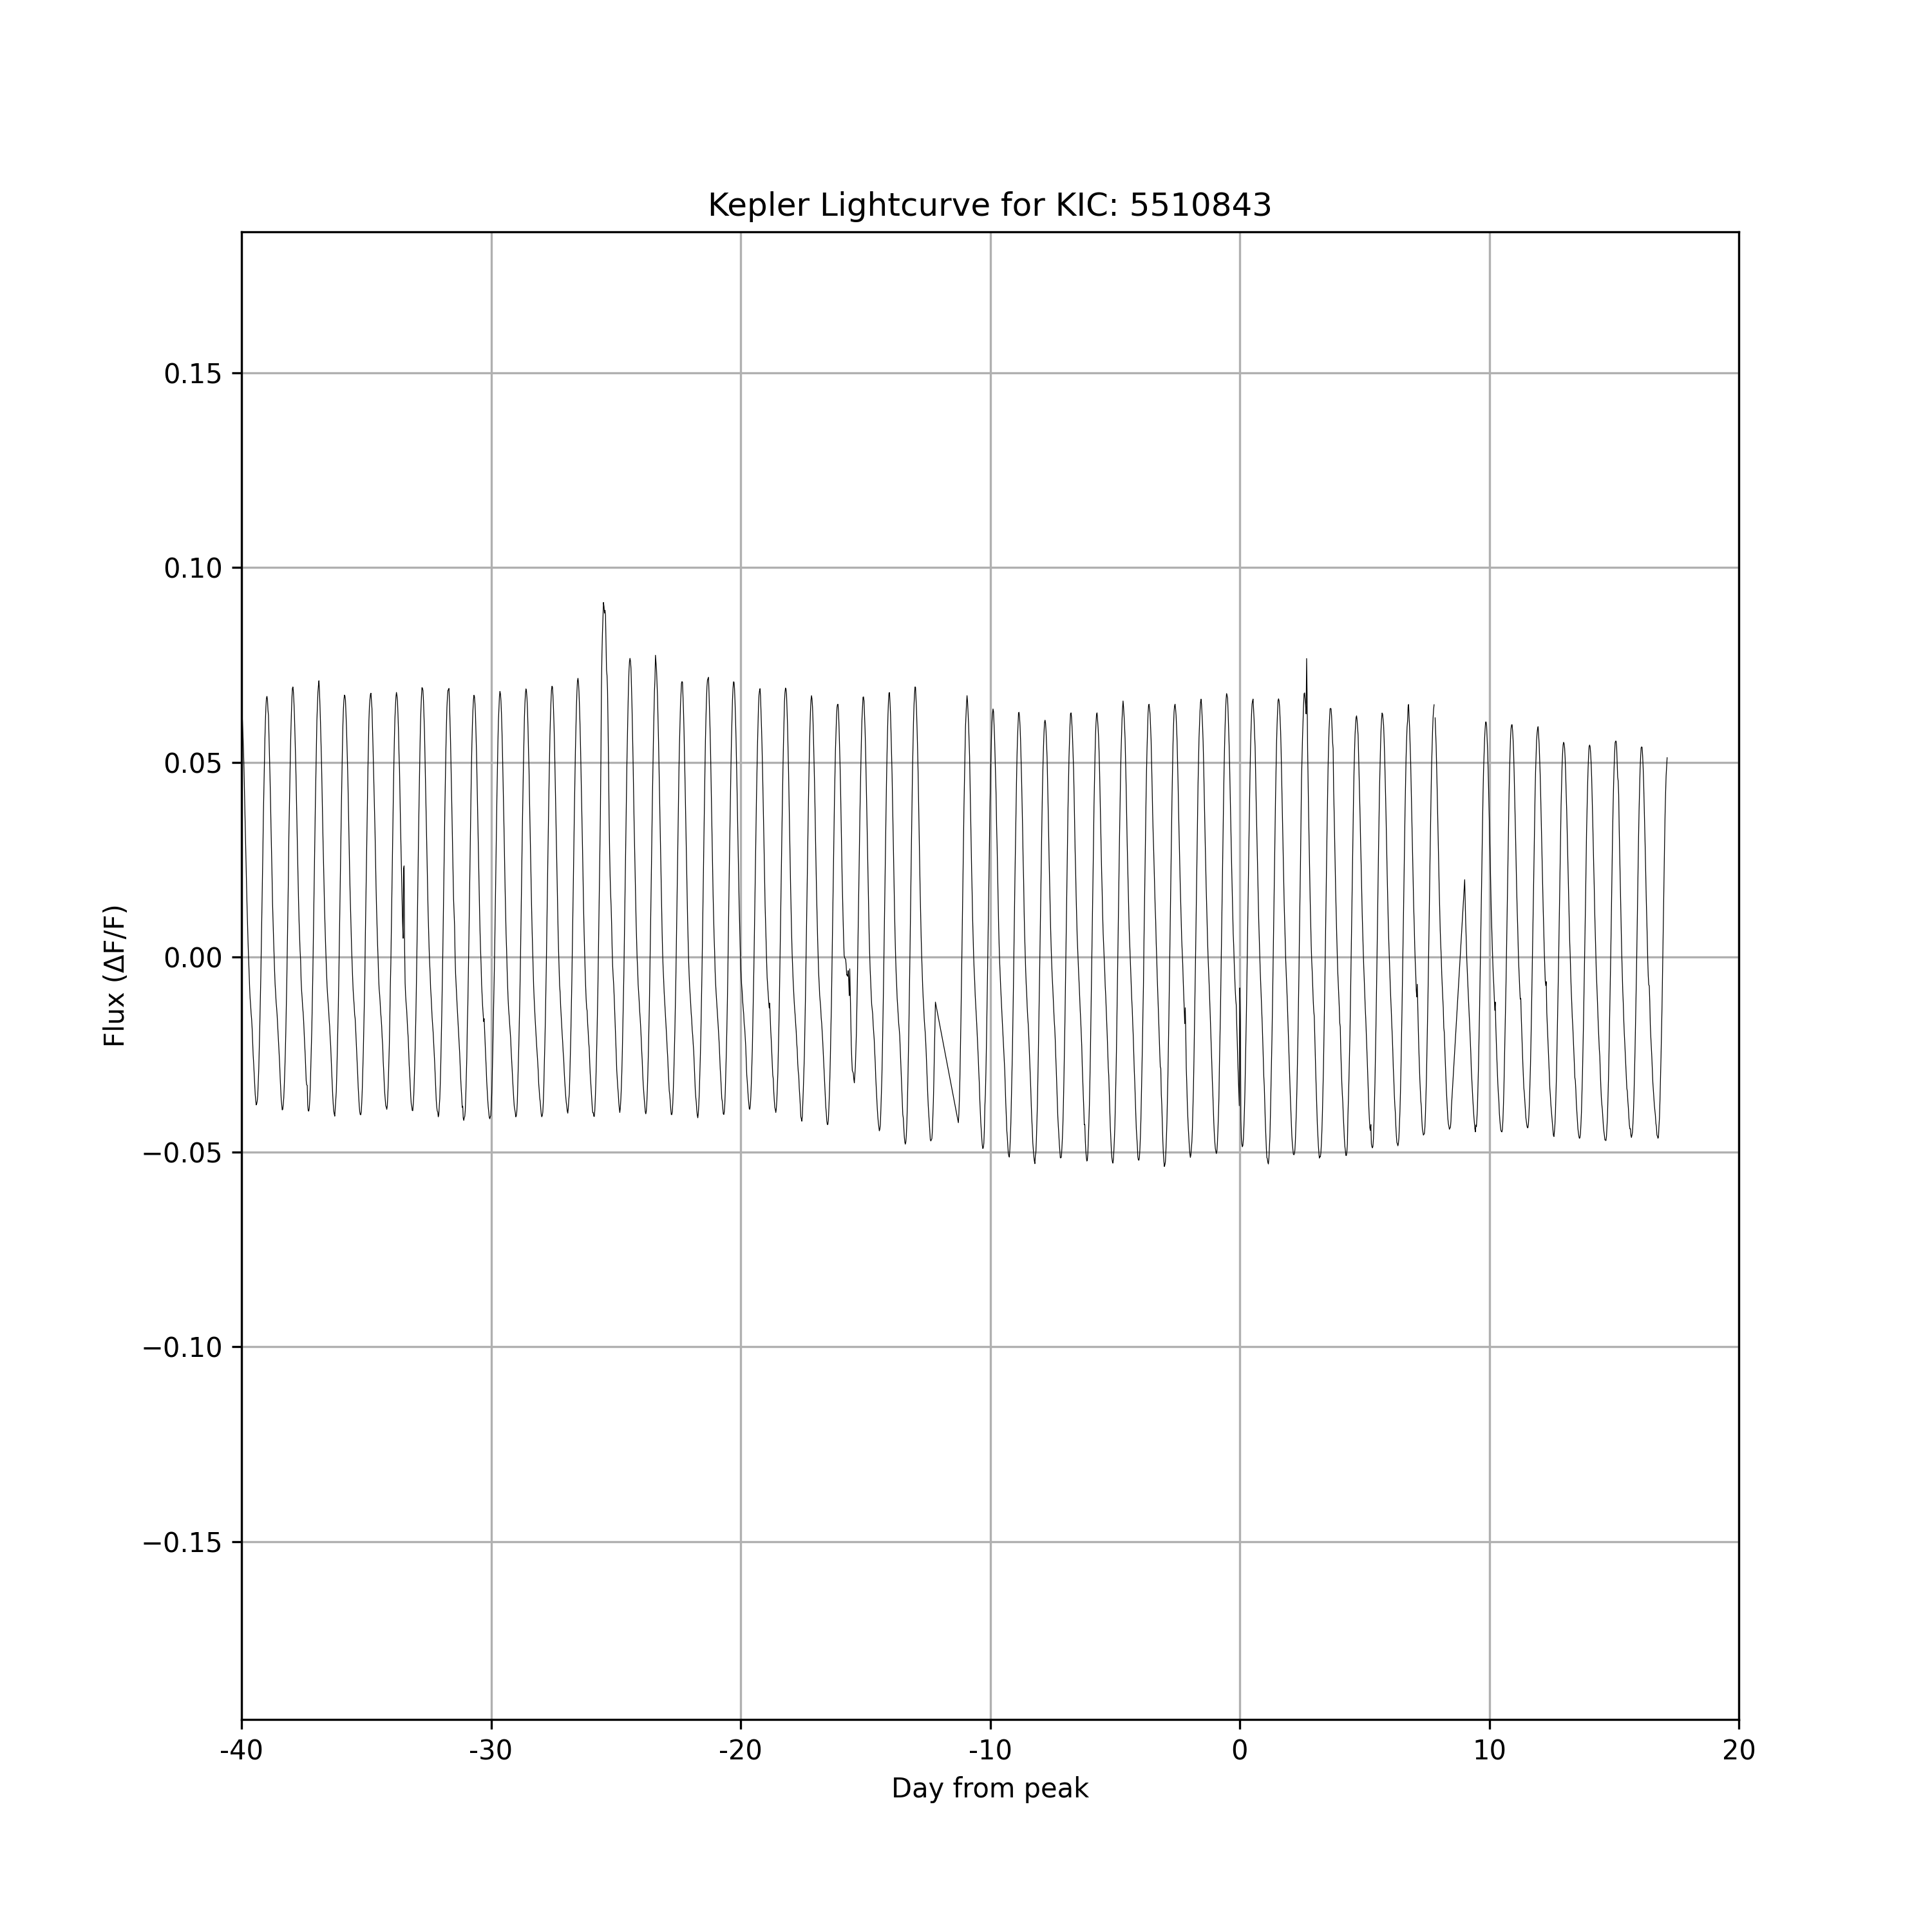 Kepler Lightcurve for KIC: 5510843
Flux (ΔF/F)
0.15
0.10
0.05
0.00
−0.05
−0.10
−0.15
-40 -30 -20 -10 0 10 20
Day from peak